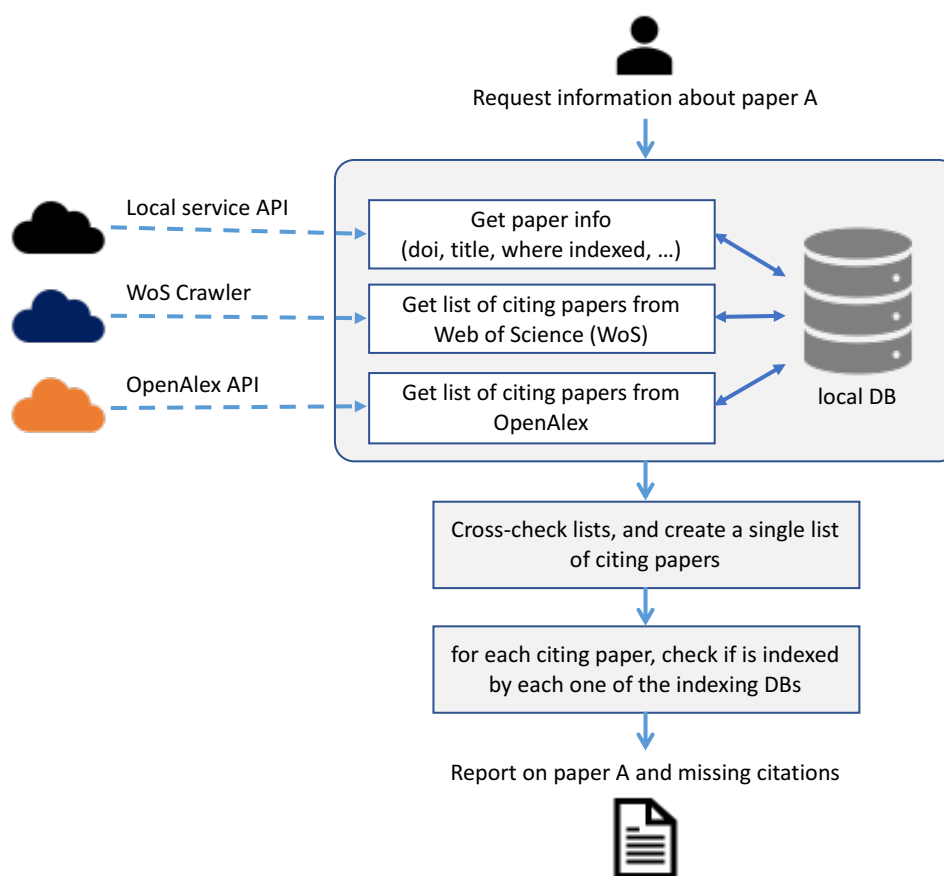 Request information about paper A
Local service API
Get paper info
(doi, title, where indexed, ...)
WoS Crawler
Get list of citing papers from
Web of Science (WoS)
OpenAlex API
Get list of citing papers from
OpenAlex
local DB
Cross-check lists, and create a single list
of citing papers
for each citing paper, check if is indexed
by each one of the indexing DBs
Report on paper A and missing citations